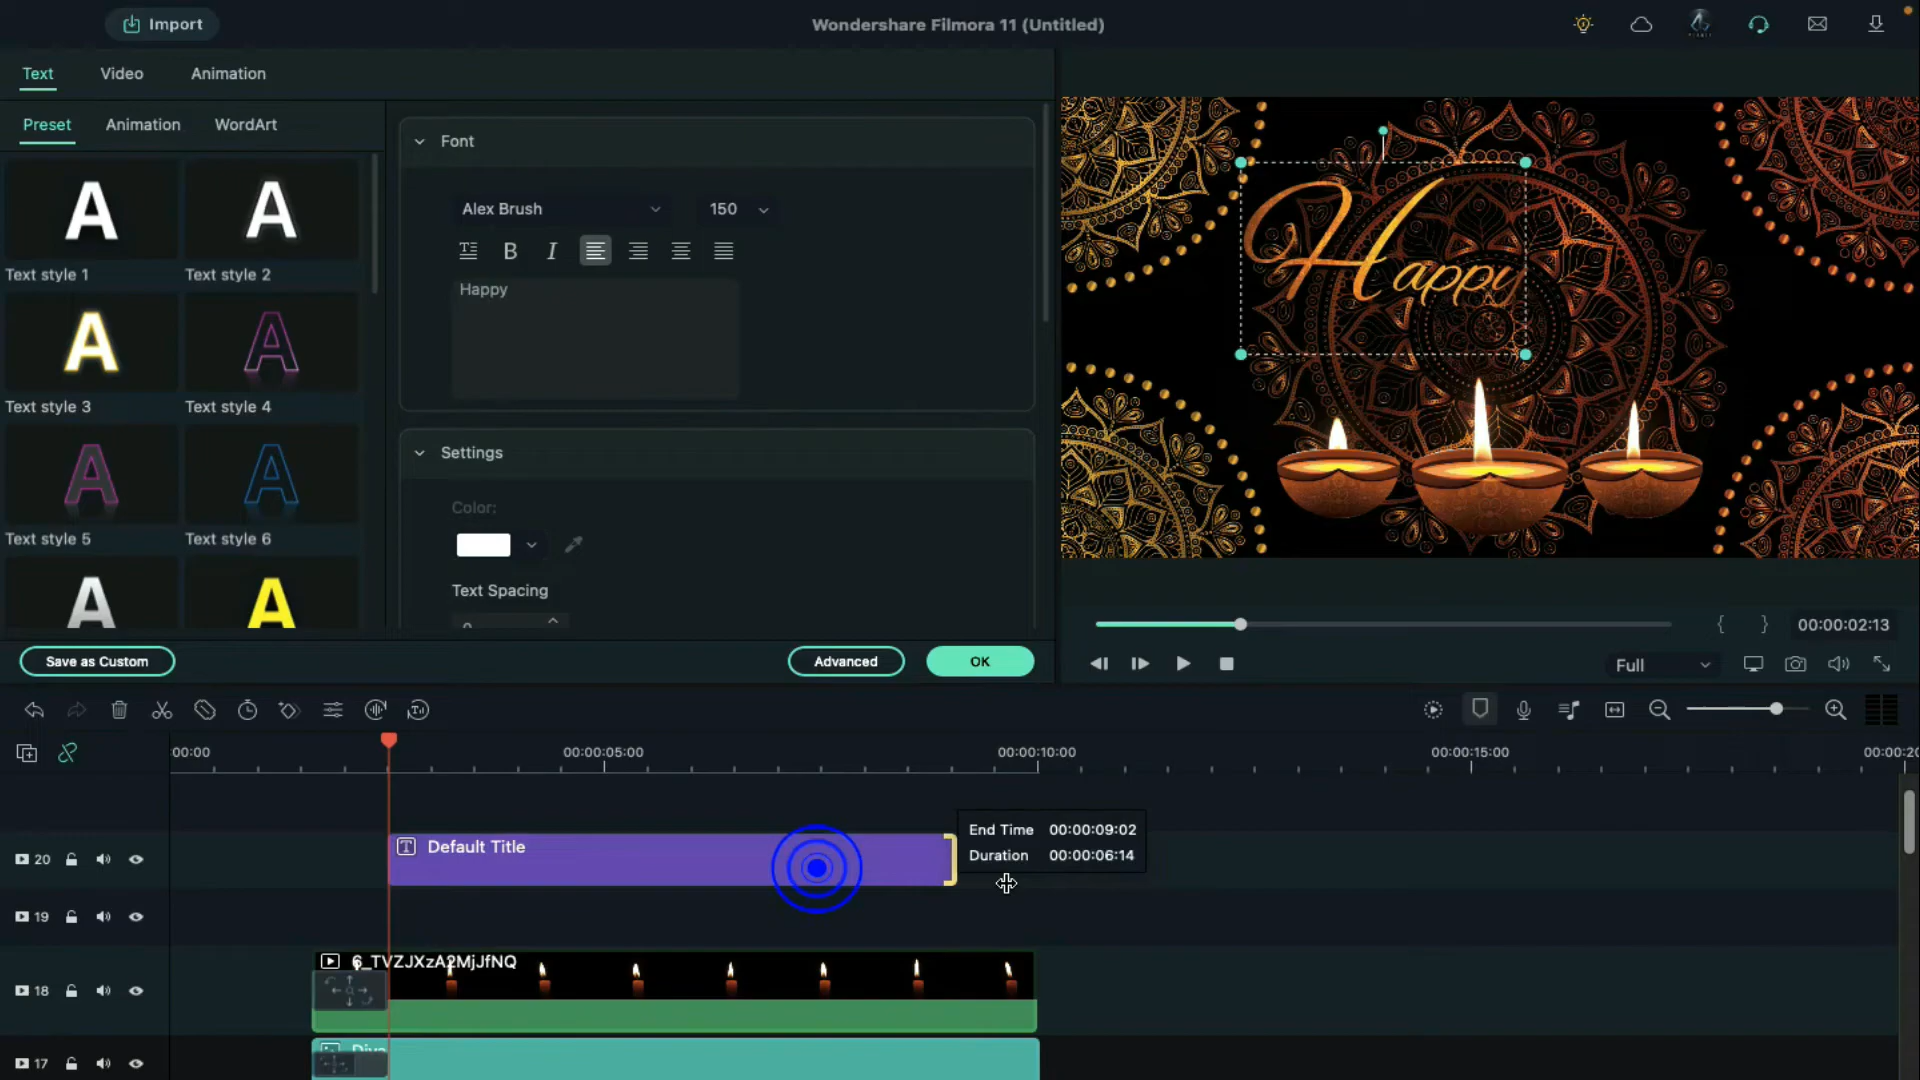 Import
Wondershare Filmora 11 (Untitled)
Text Video Animation
Preset Animation WordArt
Font
Alex Brush 150
B I
Happy
A A
Text style 1 Text style 2
A A
Text style 3 Text style 4
A A
Text style 5 Text style 6
A A
Settings
Color:
Text Spacing
Save as Custom Advanced OK
Happy
{ } 00:00:02:13
Full
00:00 00:00:05:00 00:00:10:00 00:00:15:00 00:00:20
Default Title
End Time 00:00:09:02
Duration 00:00:06:14
20
19
6_TVZJXzA2MjJfNQ
18
17